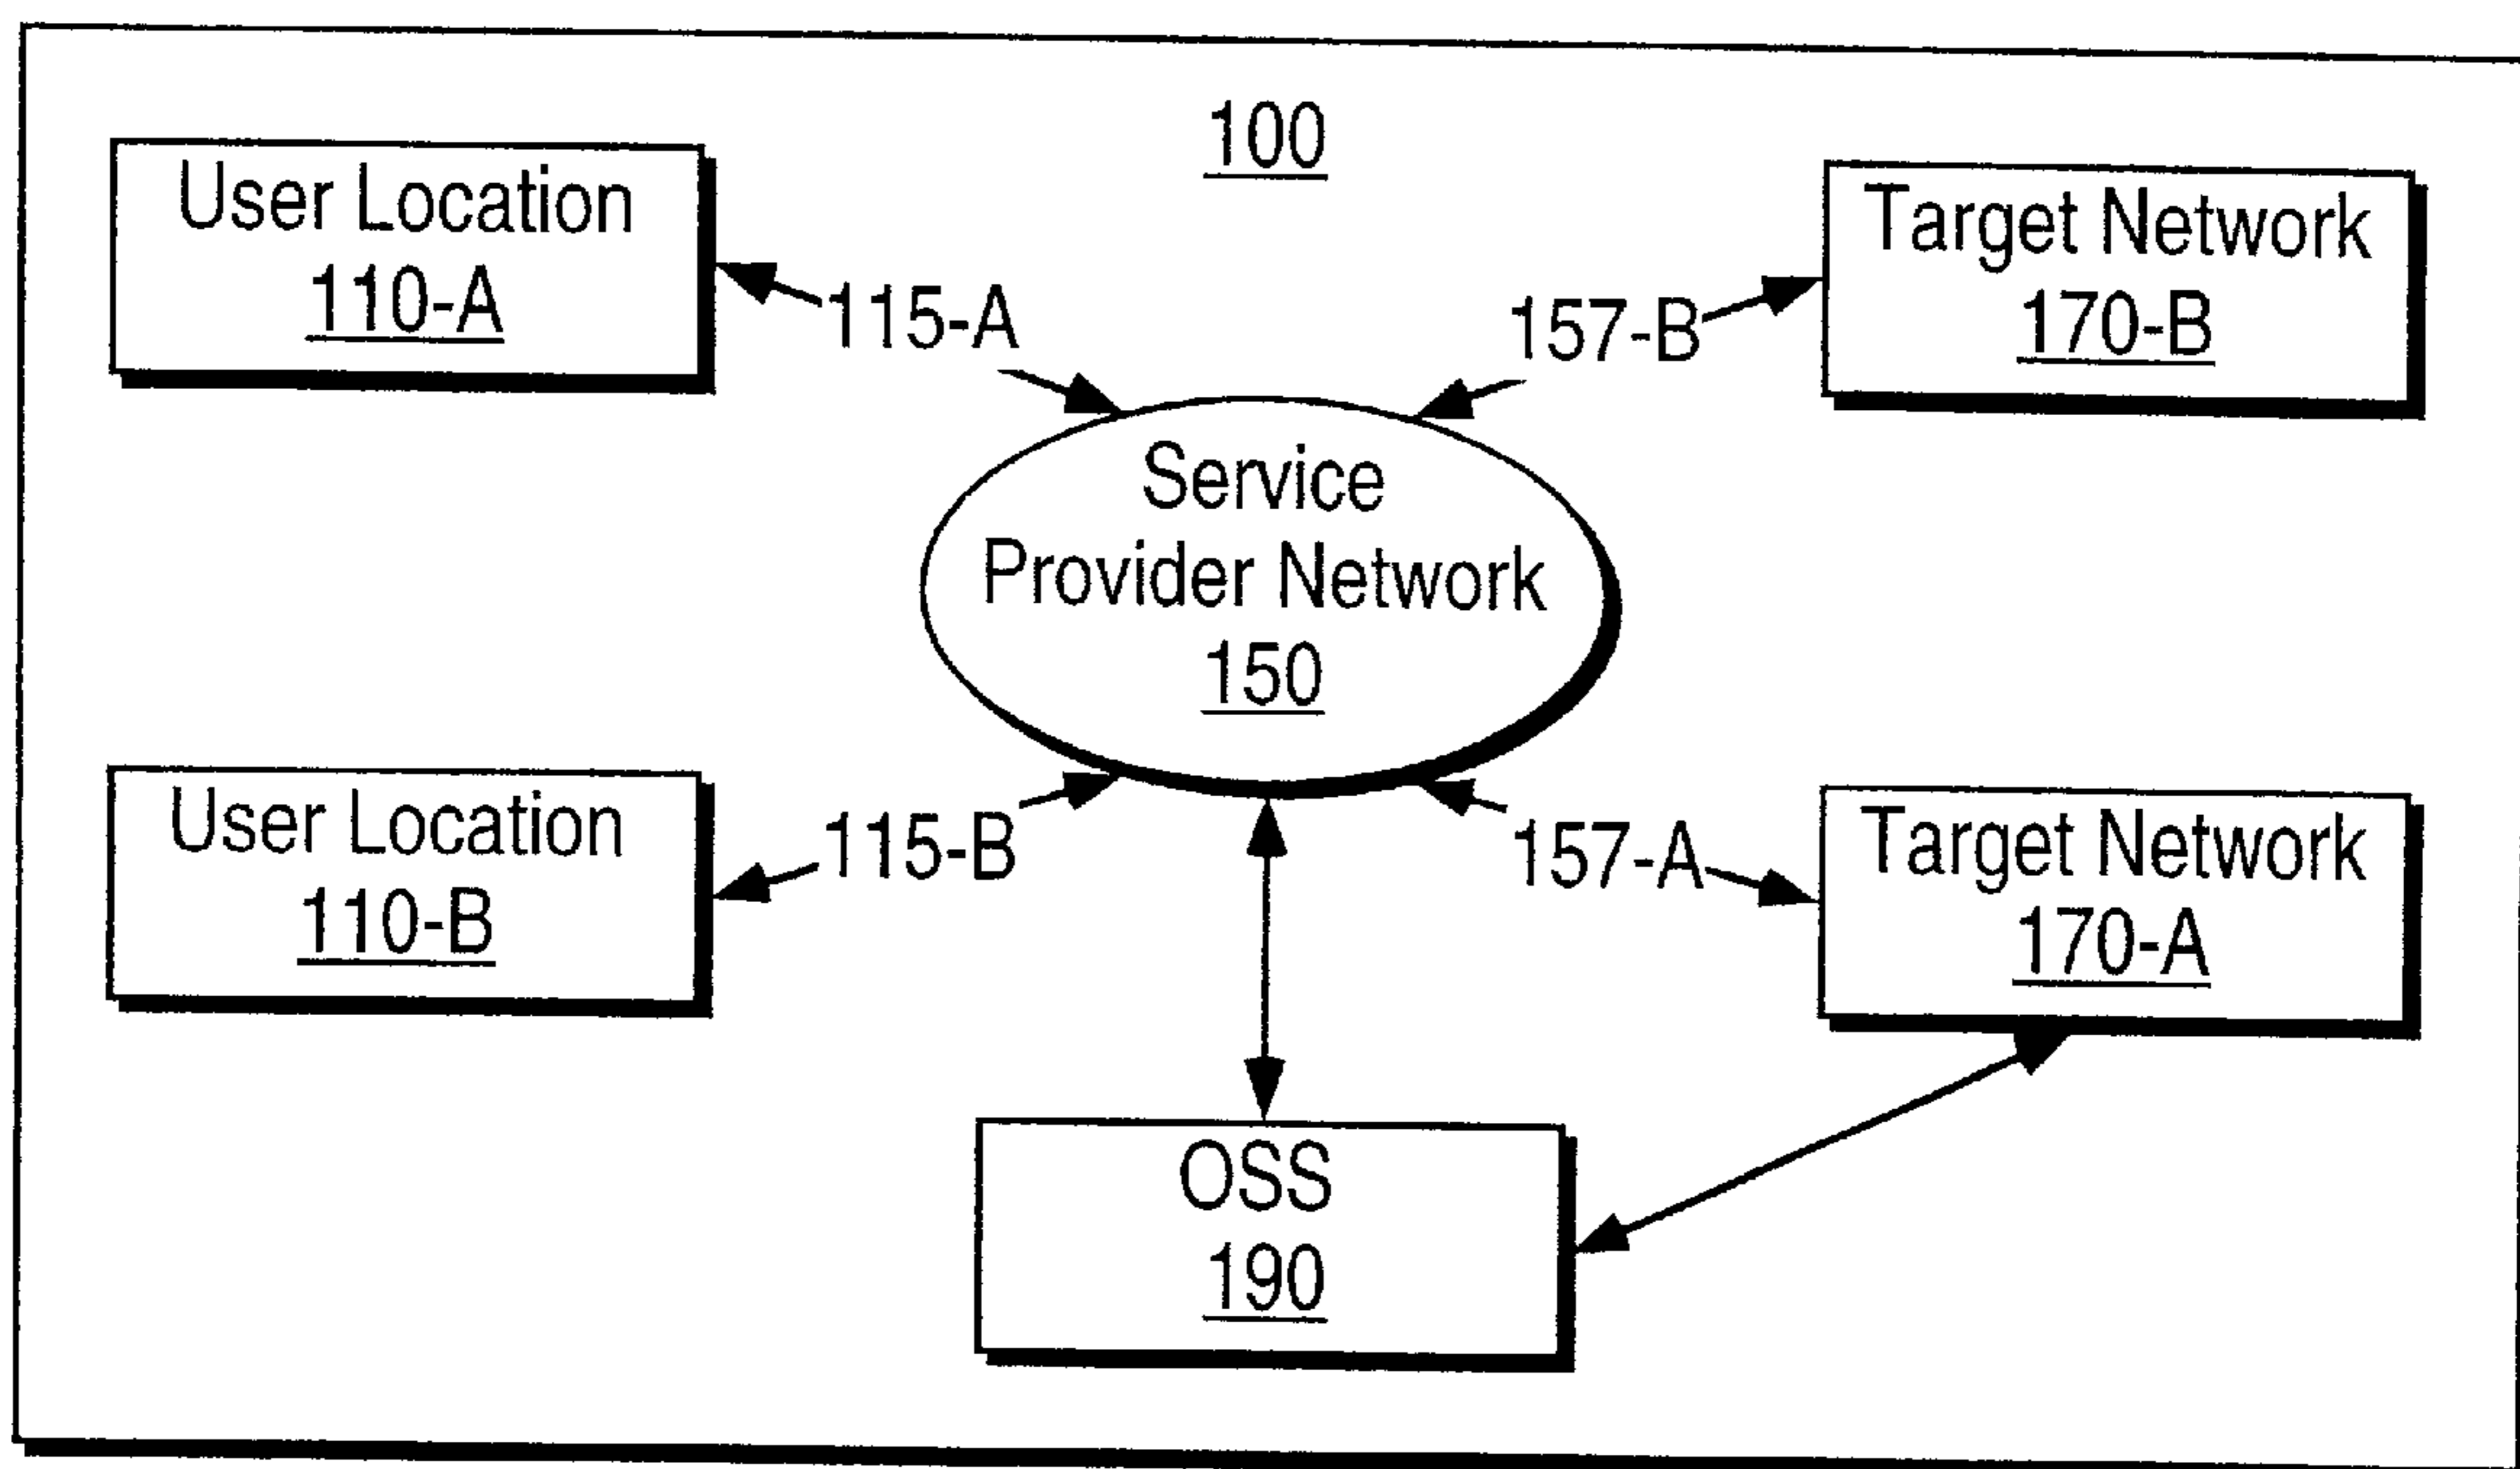 100
User Location
110-A
115-A
157-B
Target Network
170-B
Service
Provider Network
150
User Location
110-B
115-B
157-A
Target Network
170-A
OSS
190